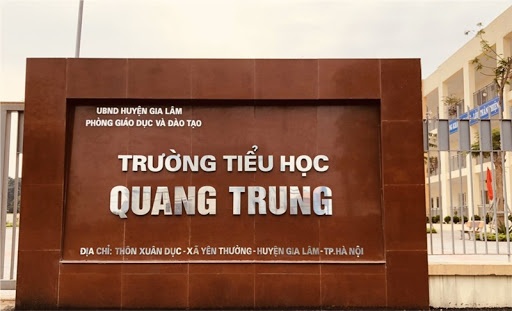 UBND HUYỆN GIA LÂM
PHÒNG GIÁO DỤC VÀ ĐÀO TẠO
TRƯỜNG TIỂU HỌC
QUANG TRUNG
ĐỊA CHỈ: THÔN XUÂN DỤC - XÃ YÊN THƯỜNG - HUYỆN GIA LÂM - TP.HÀ NỘI